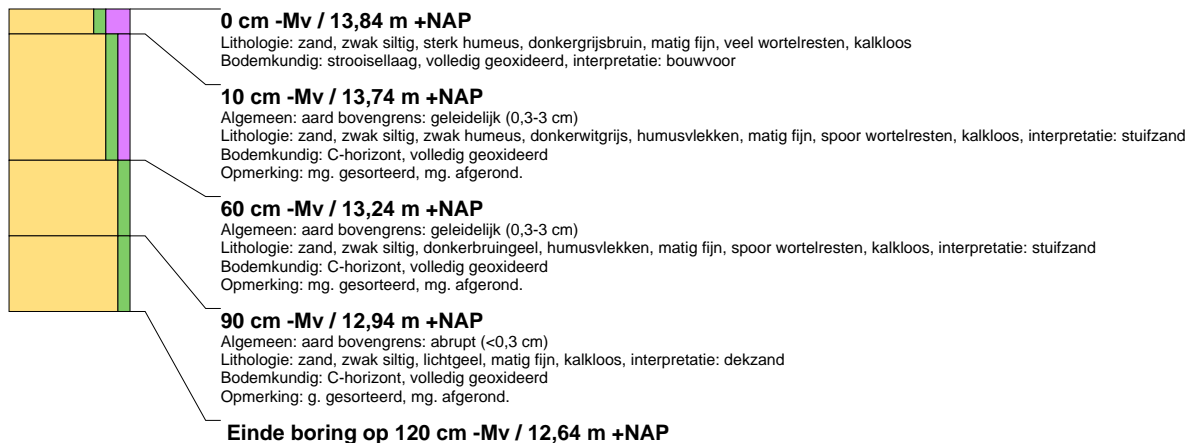 0 cm -Mv / 13,84 m +NAP
Lithologie: zand, zwak siltig, sterk humeus, donkergrijsbruin, matig fijn, veel wortelresten, kalkloos
Bodemkundig: strooisellaag, volledig geoxideerd, interpretatie: bouwvoor
10 cm -Mv / 13,74 m +NAP
Algemeen: aard bovengrens: geleidelijk (0,3-3 cm)
Lithologie: zand, zwak siltig, zwak humeus, donkerwitgrijs, humusvlekken, matig fijn, spoor wortelresten, kalkloos, interpretatie: stuifzand
Bodemkundig: C-horizont, volledig geoxideerd
Opmerking: mg. gesorteerd, mg. afgerond.
60 cm -Mv / 13,24 m +NAP
Algemeen: aard bovengrens: geleidelijk (0,3-3 cm)
Lithologie: zand, zwak siltig, donkerbruingeel, humusvlekken, matig fijn, spoor wortelresten, kalkloos, interpretatie: stuifzand
Bodemkundig: C-horizont, volledig geoxideerd
Opmerking: mg. gesorteerd, mg. afgerond.
90 cm -Mv / 12,94 m +NAP
Algemeen: aard bovengrens: abrupt (<0,3 cm)
Lithologie: zand, zwak siltig, lichtgeel, matig fijn, kalkloos, interpretatie: dekzand
Bodemkundig: C-horizont, volledig geoxideerd
Opmerking: g. gesorteerd, mg. afgerond.
Einde boring op 120 cm -Mv / 12,64 m +NAP